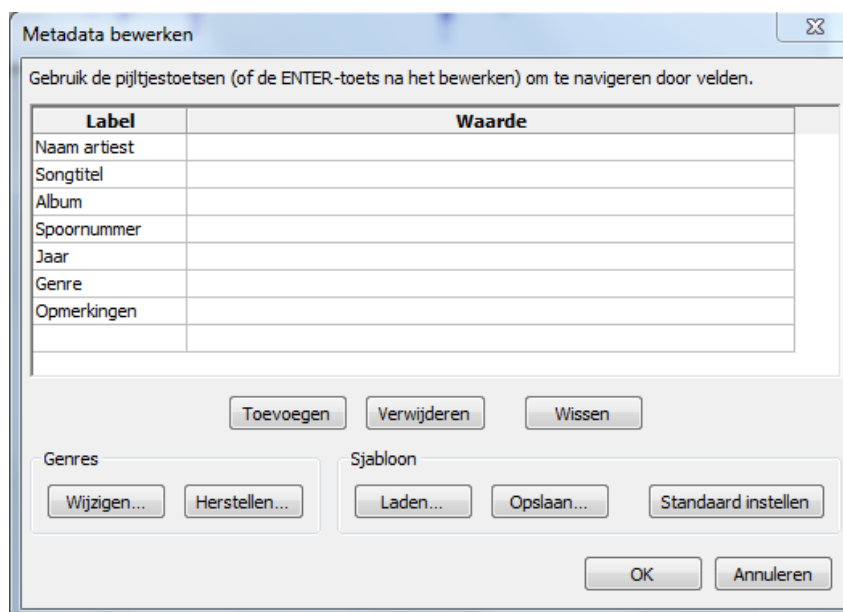 Metadata bewerken
Gebruik de pijltjestoetsen (of de ENTER-toets na het bewerken) om te navigeren door velden.
Label Waarde
Naam artiest
Songtitel
Album
Spoornummer
Jaar
Genre
Opmerkingen
Toevoegen Verwijderen Wissen
Genres Sjabloon
Wijzigen... Herstellen... Laden... Opslaan... Standaard instellen
OK Annuleren